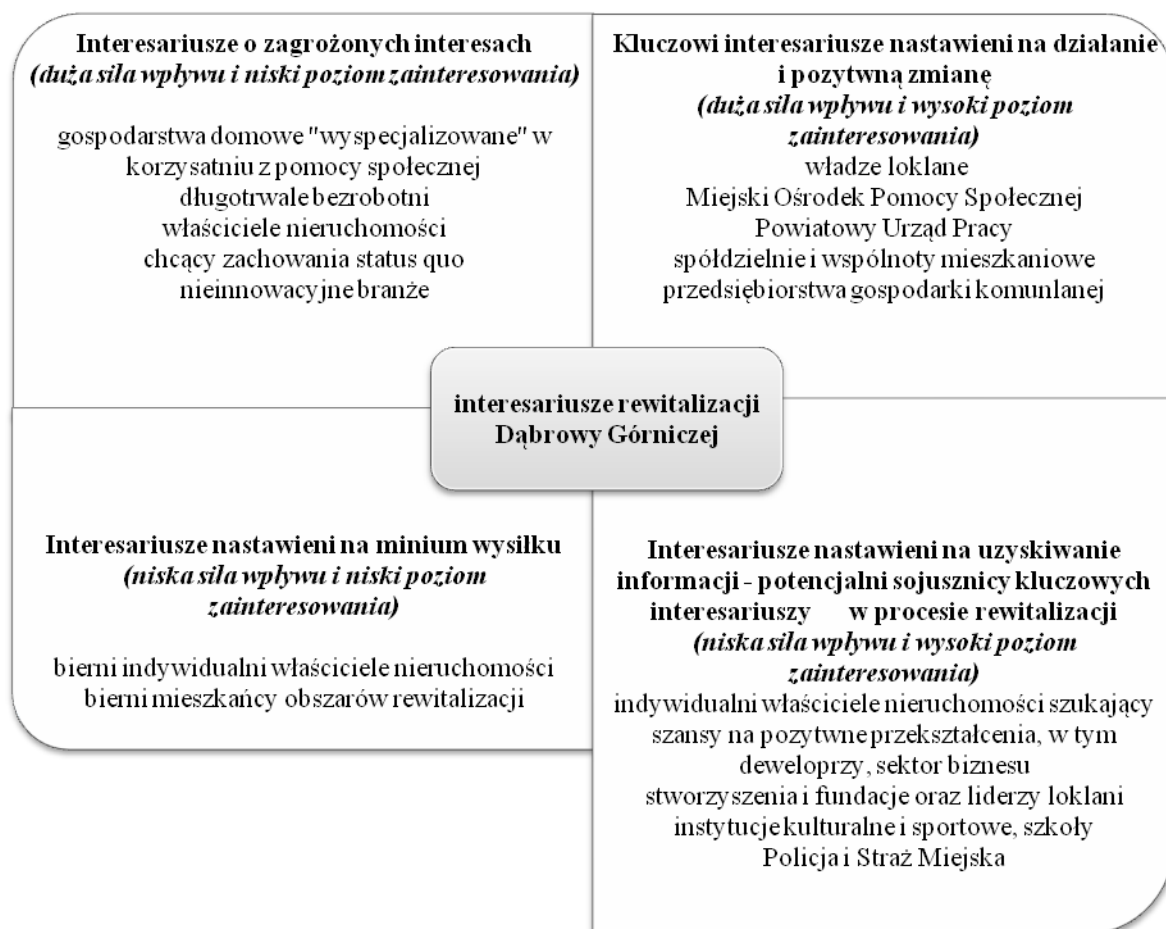 Interesariusze o zagrożonych interesach
(duża siła wpływu i niski poziom zainteresowania)
gospodarstwa domowe "wyspecjalizowane" w
korzysatniu z pomocy społecznej
długotrwale bezrobotni
właściciele nieruchomości
chcący zachowania status quo
nieinnowacyjne branże
Kluczowi interesariusze nastawieni na działanie
i pozytwną zmianę
(duża siła wpływu i wysoki poziom
zainteresowania)
władze loklane
Miejski Ośrodek Pomocy Społecznej
Powiatowy Urząd Pracy
spółdzielnie i wspólnoty mieszkaniowe
przedsiębiorstwa gospodarki komunlanej
interesariusze rewitalizacji
Dąbrowy Górniczej
Interesariusze nastawieni na minium wysiłku
(niska siła wpływu i niski poziom
zainteresowania)
bierni indywidualni właściciele nieruchomości
bierni mieszkańcy obszarów rewitalizacji
Interesariusze nastawieni na uzyskiwanie
informacji - potencjalni sojusznicy kluczowych
interesariuszy w procesie rewitalizacji
(niska siła wpływu i wysoki poziom
zainteresowania)
indywidualni właściciele nieruchomości szukający
szansy na pozytwne przekształcenia, w tym
deweloprzy, sektor biznesu
stworzyszenia i fundacje oraz liderzy loklani
instytucje kulturalne i sportowe, szkoły
Policja i Straż Miejska